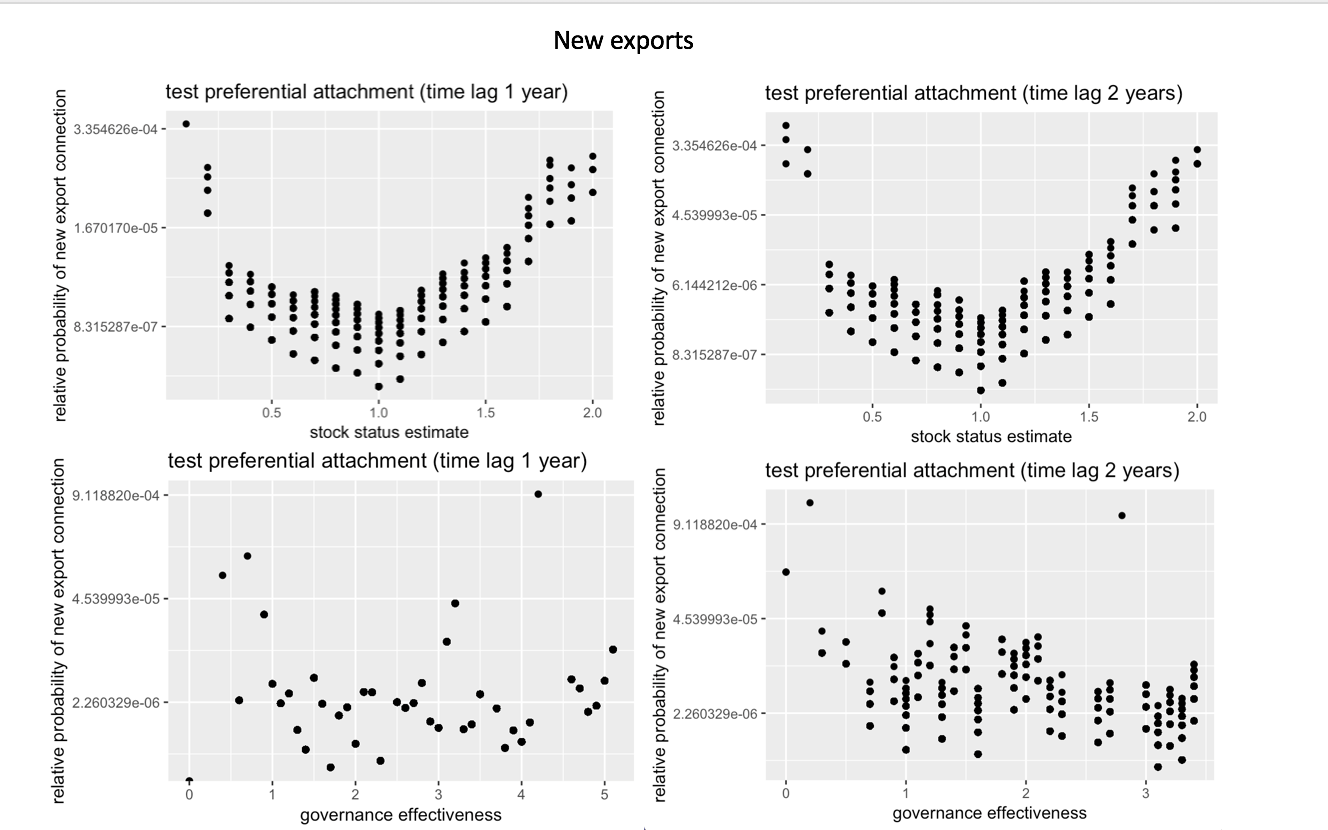 New exports
test preferential attachment (time lag 1 year)
relative probability of new export connection
3.354626e-04
1.670170e-05
8.315287e-07
0.5 1.0 1.5 2.0
stock status estimate
test preferential attachment (time lag 2 years)
relative probability of new export connection
3.354626e-04
4.539993e-05
6.144212e-06
8.315287e-07
0.5 1.0 1.5 2.0
stock status estimate
test preferential attachment (time lag 1 year)
relative probability of new export connection
9.118820e-04
4.539993e-05
2.260329e-06
0 1 2 3 4 5
governance effectiveness
test preferential attachment (time lag 2 years)
relative probability of new export connection
9.118820e-04
4.539993e-05
2.260329e-06
0 1 2 3
governance effectiveness